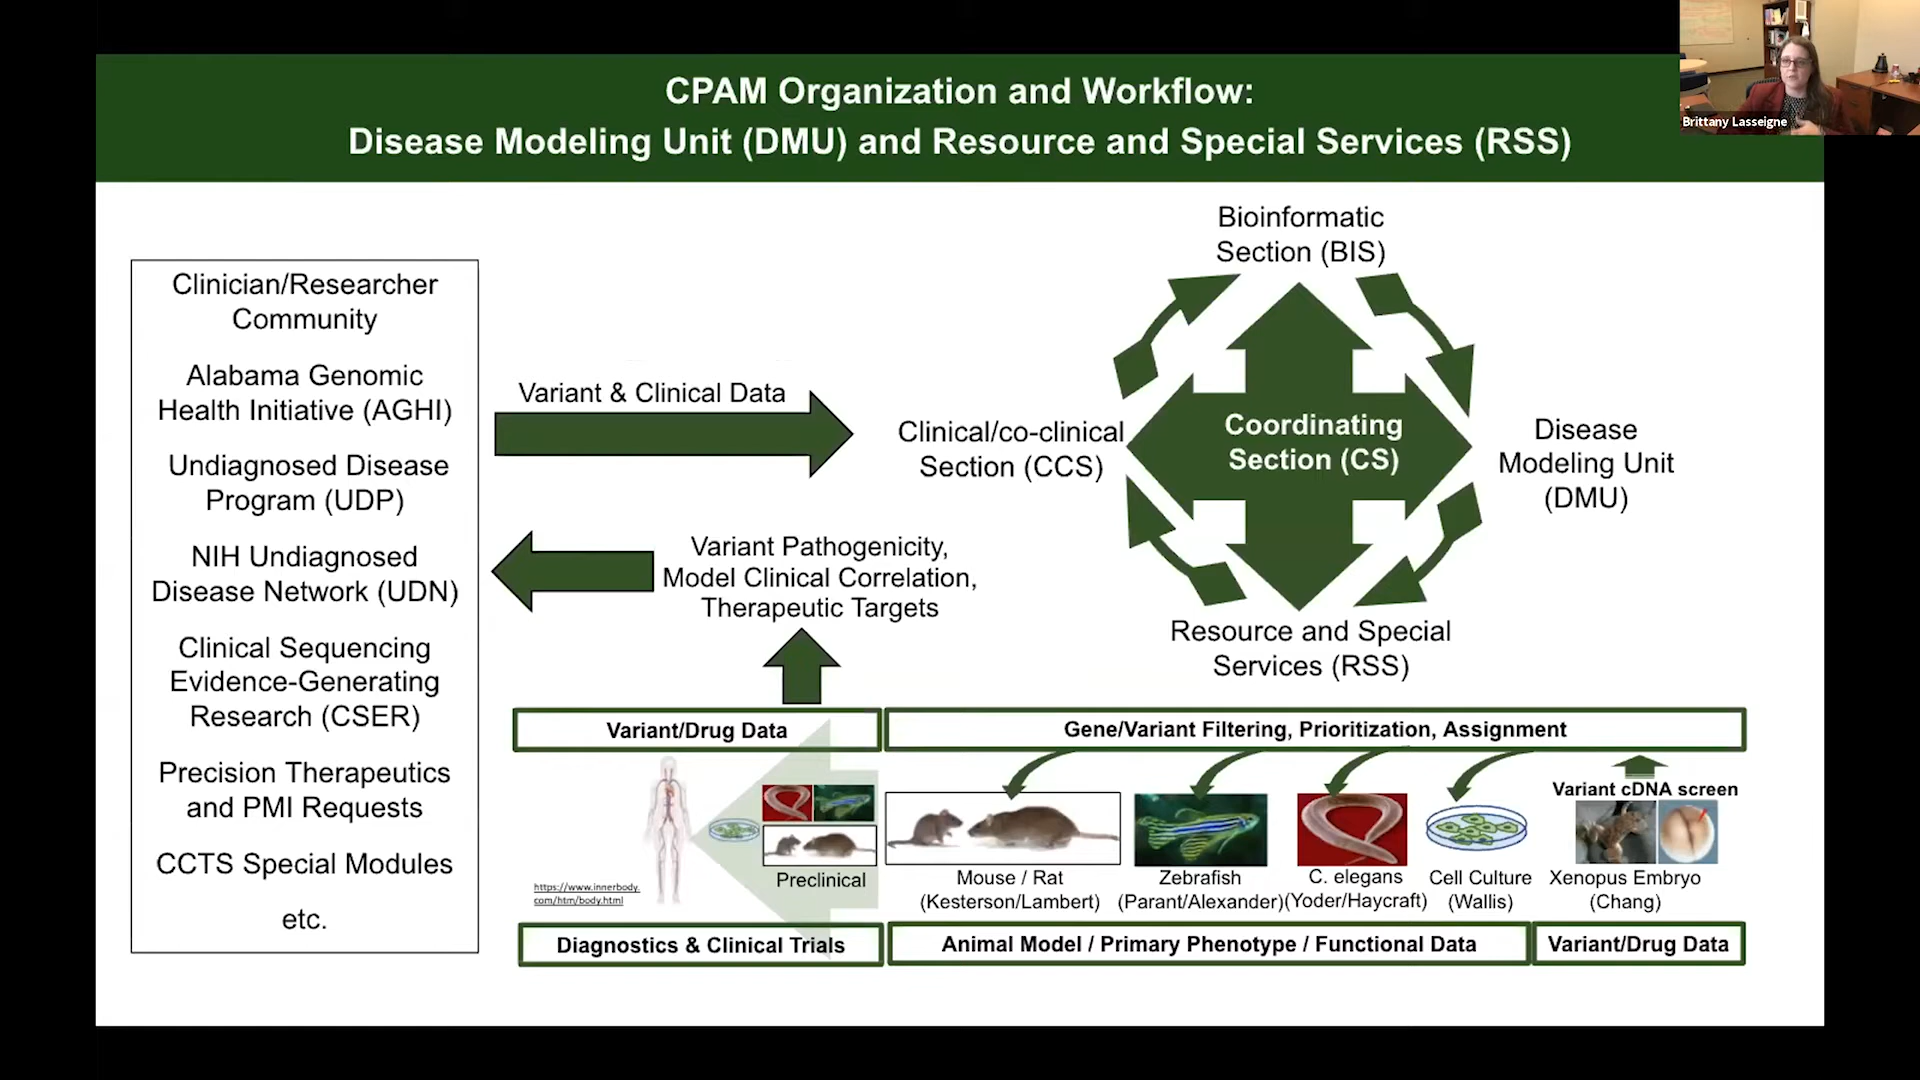 CPAM Organization and Workflow:
Disease Modeling Unit (DMU) and Resource and Special Services (RSS)
Brittany Lasseigne
Clinician/Researcher
Community
Alabama Genomic
Health Initiative (AGHI)
Undiagnosed Disease
Program (UDP)
NIH Undiagnosed
Disease Network (UDN)
Clinical Sequencing
Evidence-Generating
Research (CSER)
Precision Therapeutics
and PMI Requests
CCTS Special Modules
etc.
Variant & Clinical Data
Variant Pathogenicity,
Model Clinical Correlation,
Therapeutic Targets
Bioinformatic
Section (BIS)
Clinical/co-clinical
Section (CCS)
Coordinating
Section (CS)
Disease
Modeling Unit
(DMU)
Resource and Special
Services (RSS)
Variant/Drug Data
Gene/Variant Filtering, Prioritization, Assignment
Variant cDNA screen
https://www.innerbody.
com/htm/body.html
Preclinical
Mouse / Rat
(Kesterson/Lambert)
Zebrafish
(Parant/Alexander)
C. elegans
(Yoder/Haycraft)
Cell Culture
(Wallis)
Xenopus Embryo
(Chang)
Diagnostics & Clinical Trials
Animal Model / Primary Phenotype / Functional Data
Variant/Drug Data